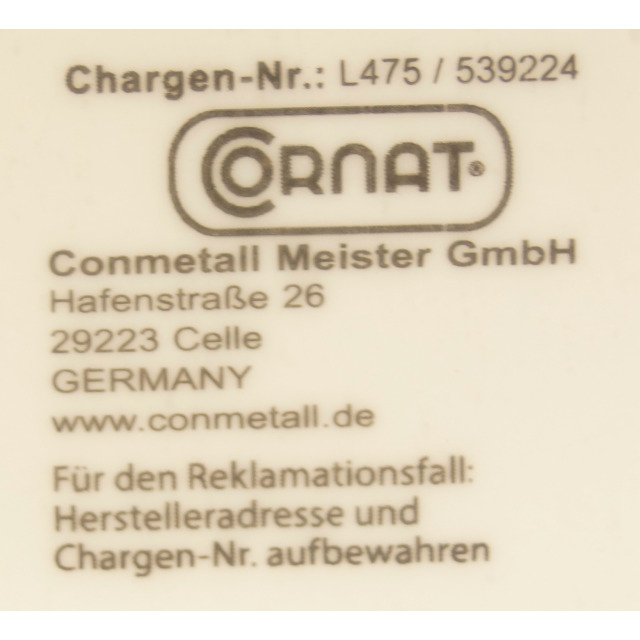 Chargen-Nr.: L475 / 539224
CORNAT®
Conmetall Meister GmbH
Hafenstraße 26
29223 Celle
GERMANY
www.conmetall.de
Für den Reklamationsfall:
Herstelleradresse und
Chargen-Nr. aufbewahren